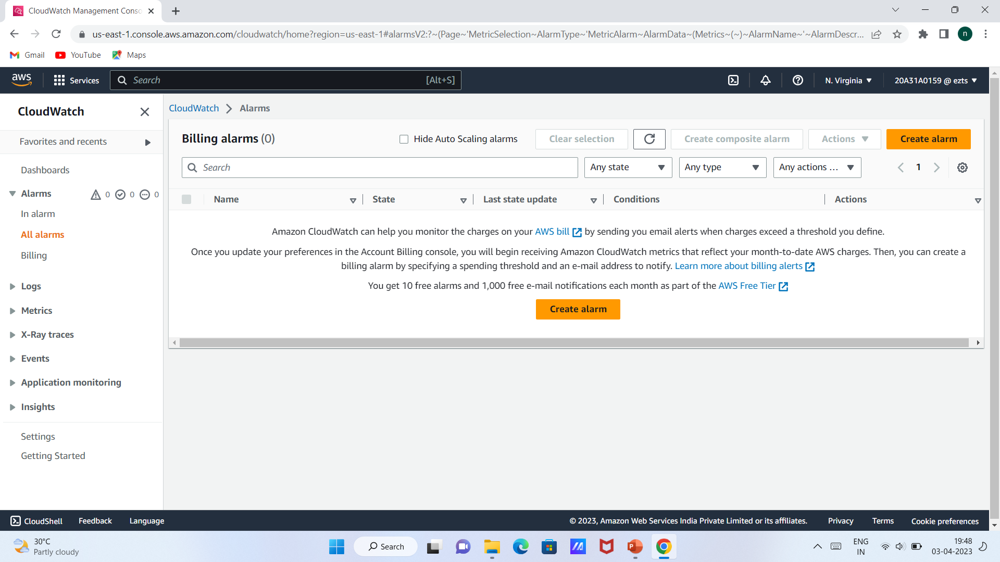 CloudWatch Management Conso
us-east-1.console.aws.amazon.com/cloudwatch/home?region=us-east-1#alarmsV2:?~(Page~'MetricSelection~AlarmType~'MetricAlarm~AlarmData~(Metrics~(~)~AlarmName~'~AlarmDescr...
n
Gmail YouTube Maps
aws Services Search [Alt+S] N. Virginia 20A31A0159 @ ezts
CloudWatch
Favorites and recents
Dashboards
Alarms 0 0 0
In alarm
All alarms
Billing
Logs
Metrics
X-Ray traces
Events
Application monitoring
Insights
Settings
Getting Started
CloudWatch Alarms
Billing alarms (0) Hide Auto Scaling alarms Clear selection Create composite alarm Actions Create alarm
Search Any state Any type Any actions ... 1
Name State Last state update Conditions Actions
Amazon CloudWatch can help you monitor the charges on your AWS bill by sending you email alerts when charges exceed a threshold you define.
Once you update your preferences in the Account Billing console, you will begin receiving Amazon CloudWatch metrics that reflect your month-to-date AWS charges. Then, you can create a
billing alarm by specifying a spending threshold and an e-mail address to notify. Learn more about billing alerts
You get 10 free alarms and 1,000 free e-mail notifications each month as part of the AWS Free Tier
Create alarm
CloudShell Feedback Language © 2023, Amazon Web Services India Private Limited or its affiliates. Privacy Terms Cookie preferences
30°C
Partly cloudy
Search
ENG
IN
19:48
03-04-2023